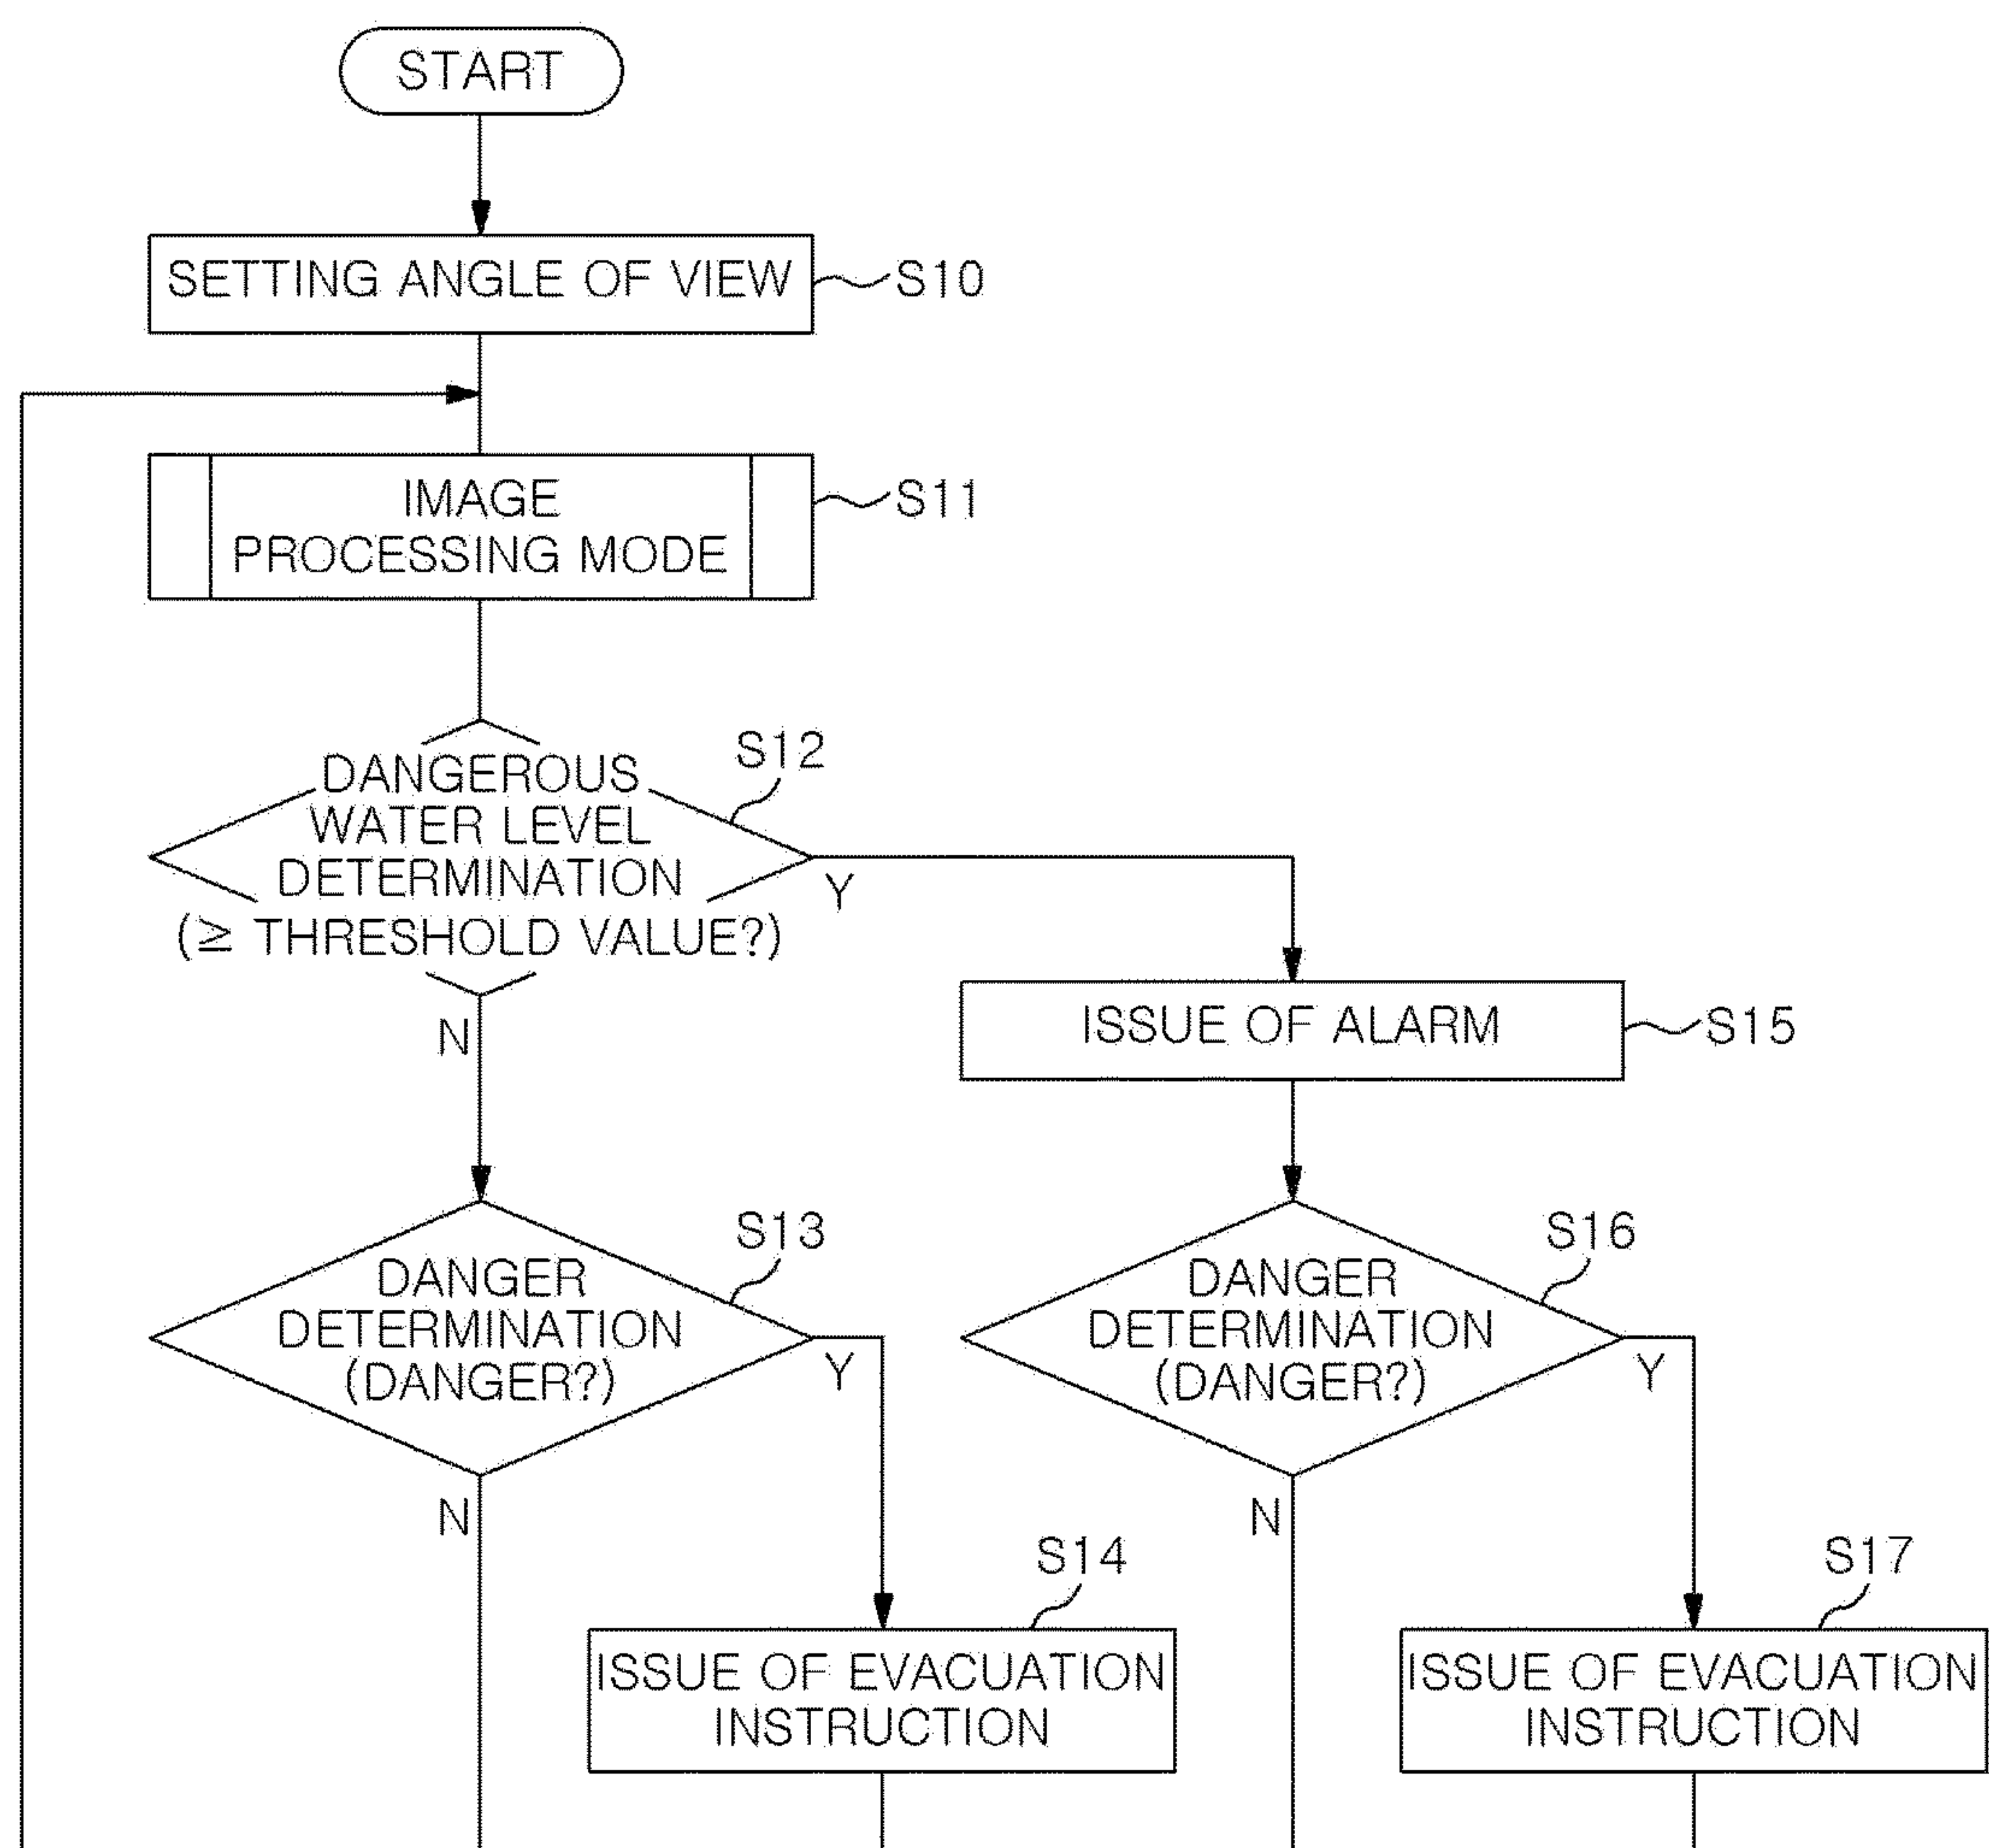 START
SETTING ANGLE OF VIEW
S10
IMAGE
PROCESSING MODE
S11
S12
DANGEROUS
WATER LEVEL
DETERMINATION
(≥ THRESHOLD VALUE?)
Y
N
ISSUE OF ALARM
S15
S13
DANGER
DETERMINATION
(DANGER?)
Y
N
S16
DANGER
DETERMINATION
(DANGER?)
Y
N
S14
ISSUE OF EVACUATION
INSTRUCTION
S17
ISSUE OF EVACUATION
INSTRUCTION